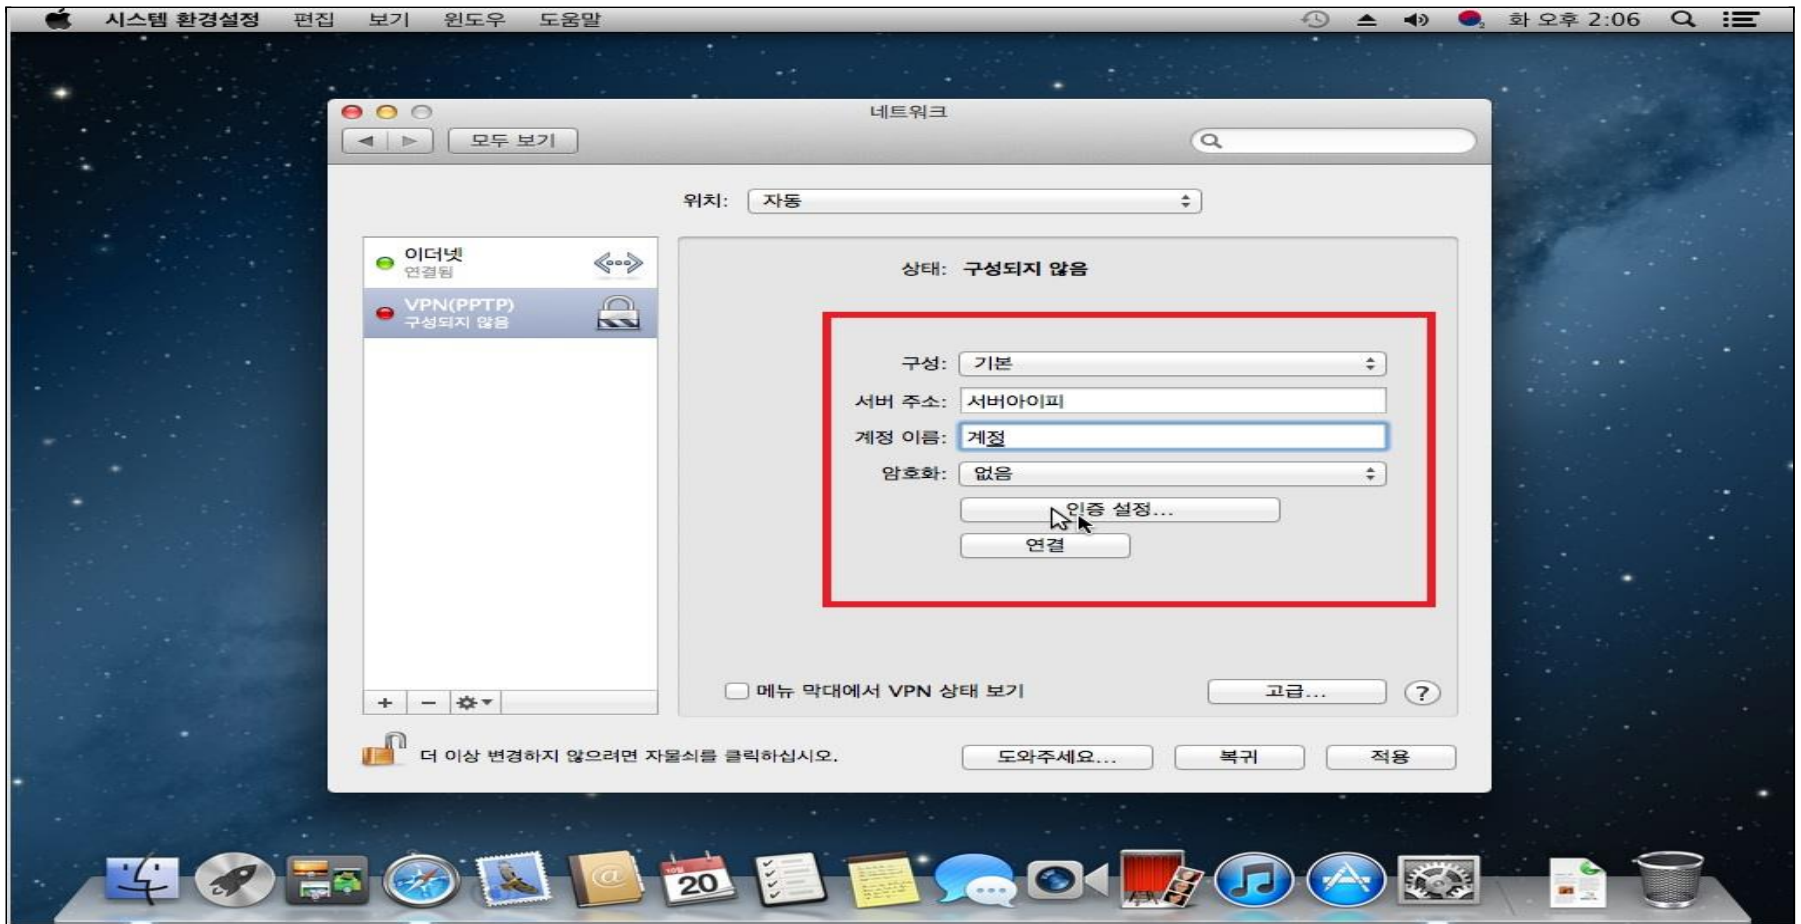 시스템 환경설정 편집 보기 윈도우 도움말 화 오후 2:06
네트워크
모두 보기
위치: 자동
이더넷
연결됨
VPN(PPTP)
구성되지 않음
상태: 구성되지 않음
구성: 기본
서버 주소: 서버아이피
계정 이름: 계정
암호화: 없음
인증 설정...
연결
메뉴 막대에서 VPN 상태 보기
고급... ?
더 이상 변경하지 않으려면 자물쇠를 클릭하십시오.
도와주세요... 복귀 적용
10월
20